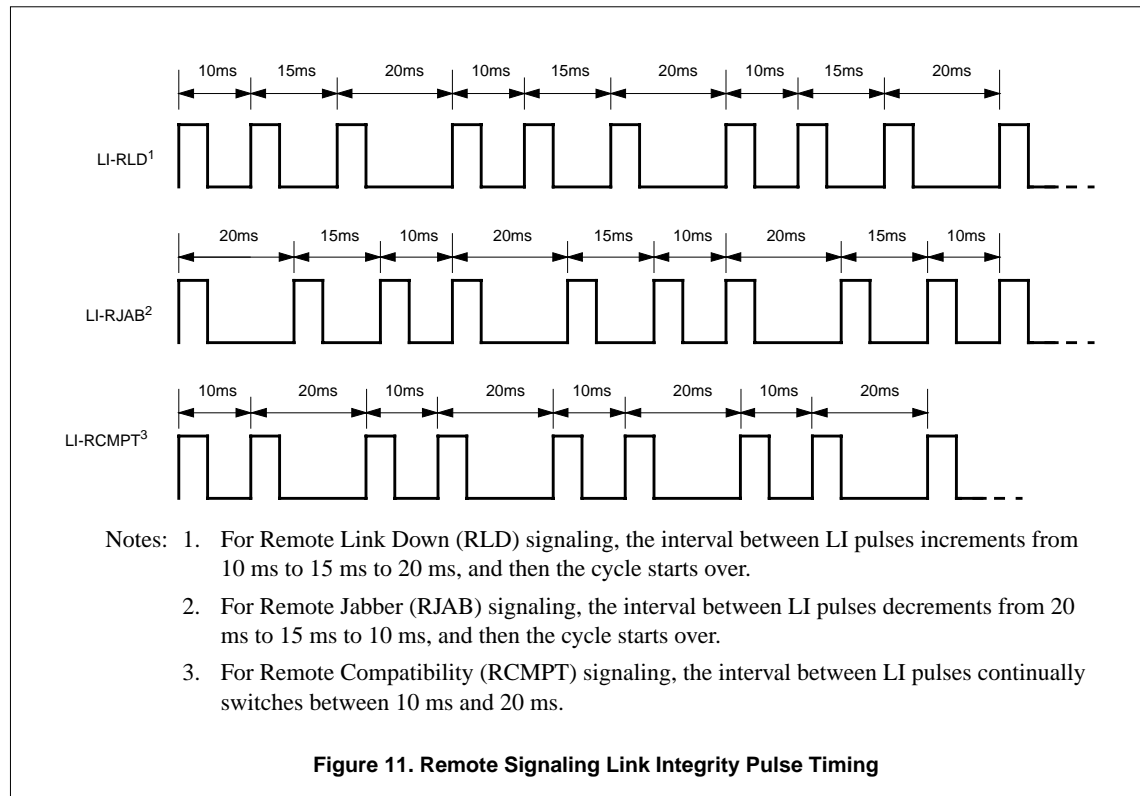 10ms 15ms 20ms 10ms 15ms 20ms 10ms 15ms 20ms
LI-RLD1
20ms 15ms 10ms 20ms 15ms 10ms 20ms 15ms 10ms
LI-RJAB2
10ms 20ms 10ms 20ms 10ms 20ms 10ms 20ms
LI-RCMPT3
Notes: 1. For Remote Link Down (RLD) signaling, the interval between LI pulses increments from
10 ms to 15 ms to 20 ms, and then the cycle starts over.
2. For Remote Jabber (RJAB) signaling, the interval between LI pulses decrements from 20
ms to 15 ms to 10 ms, and then the cycle starts over.
3. For Remote Compatibility (RCMPT) signaling, the interval between LI pulses continually
switches between 10 ms and 20 ms.
Figure 11. Remote Signaling Link Integrity Pulse Timing